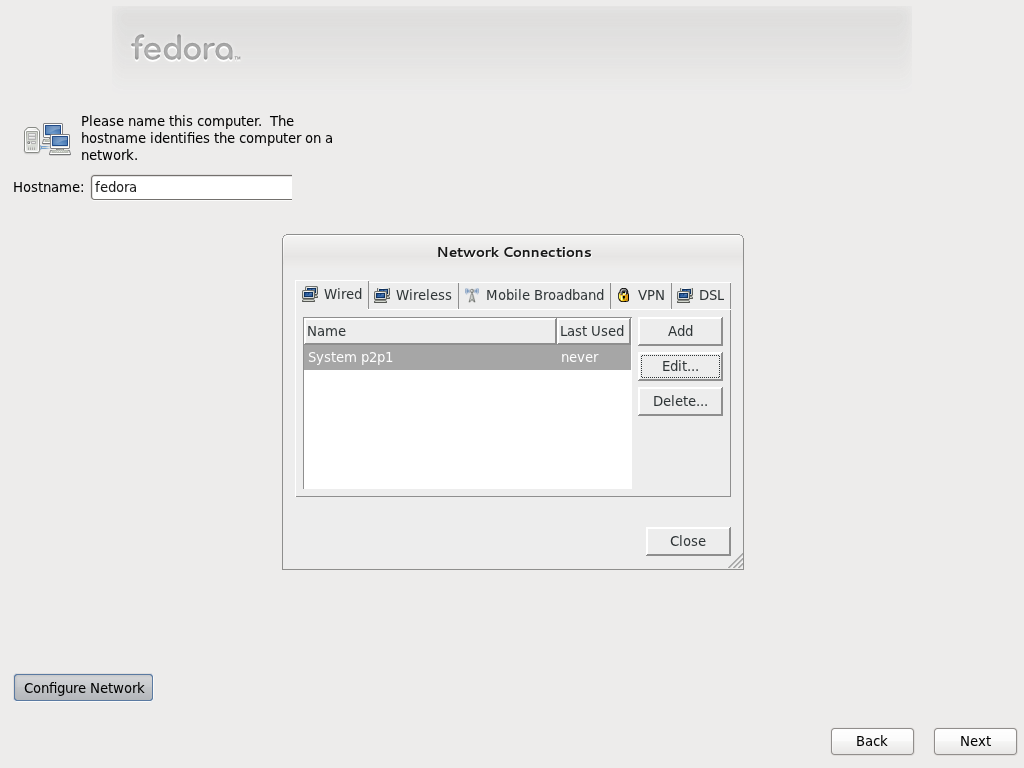 fedora™
Please name this computer.  The
hostname identifies the computer on a
network.
Hostname: fedora
Network Connections
Wired Wireless Mobile Broadband VPN DSL
Name Last Used Add
System p2p1 never
Edit...
Delete...
Close
Configure Network
Back Next